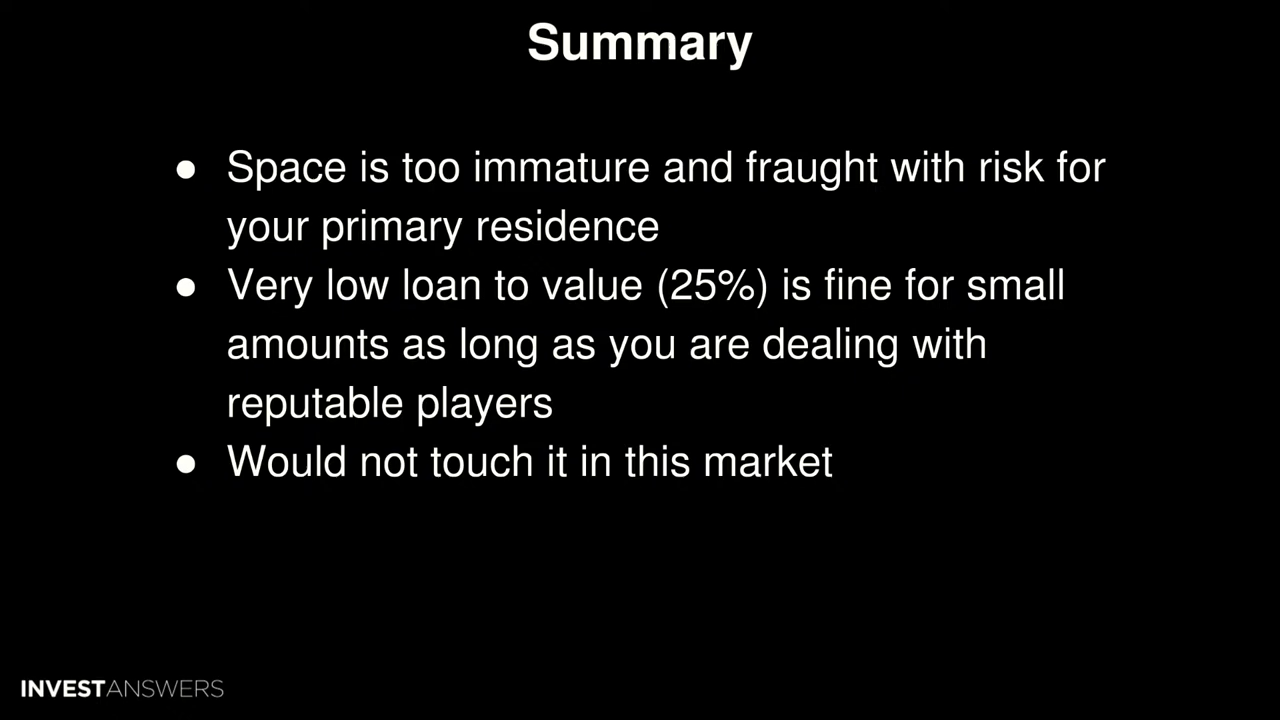 Summary
● Space is too immature and fraught with risk for
your primary residence
● Very low loan to value (25%) is fine for small
amounts as long as you are dealing with
reputable players
● Would not touch it in this market
INVESTANSWERS